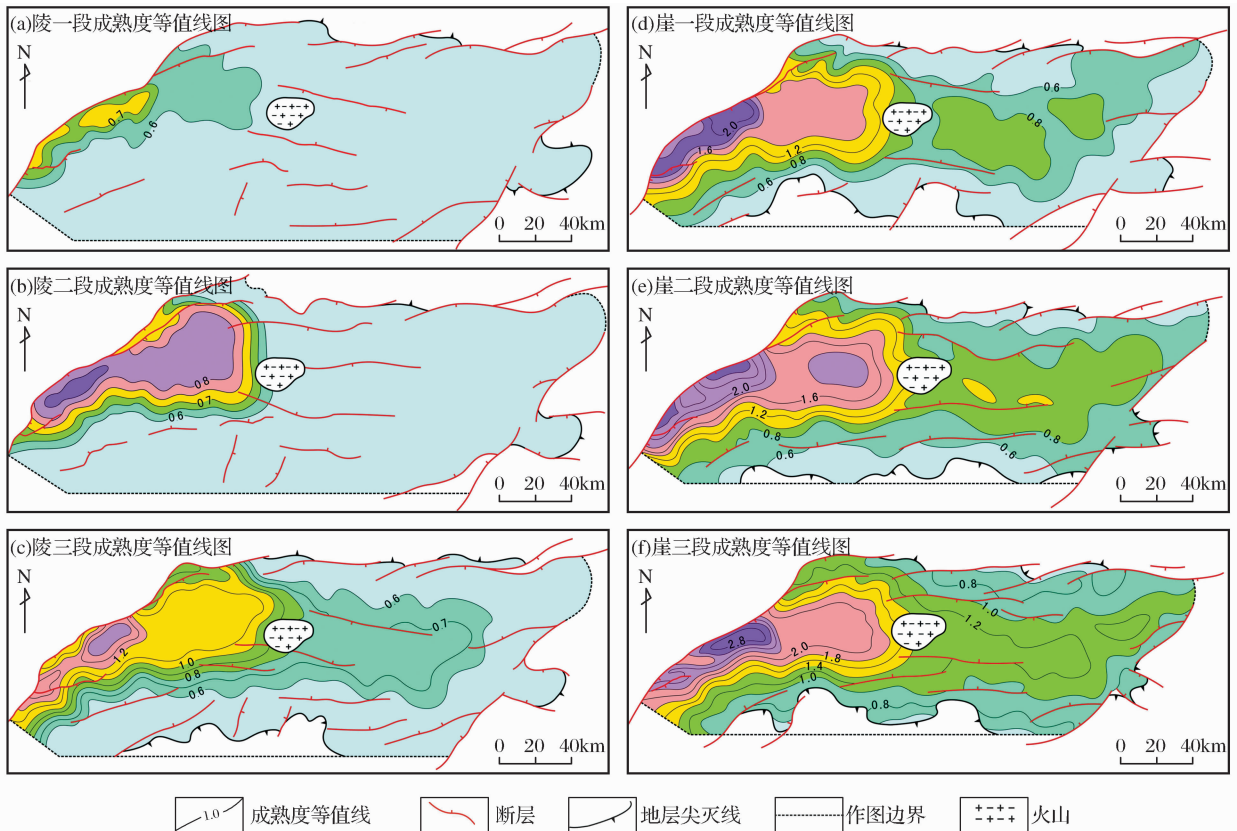 (a)陵一段成熟度等值线图
N
0.7
0.6
0 20 40km
(b)陵二段成熟度等值线图
N
0.8
0.7
0.6
0 20 40km
(c)陵三段成熟度等值线图
N
0.6
0.7
1.2
1.0
0.8
0.6
0 20 40km
(d)崖一段成熟度等值线图
N
0.6
0.8
2.0
1.6
1.2
0.8
0.6
0 20 40km
(e)崖二段成熟度等值线图
N
2.0
1.6
1.2
0.8
0.8
0.6
0.6
0 20 40km
(f)崖三段成熟度等值线图
N
0.8
1.0
1.2
2.8
2.0
1.8
1.4
1.0
0.8
0 20 40km
1.0 成熟度等值线 断层 地层尖灭线 作图边界 火山